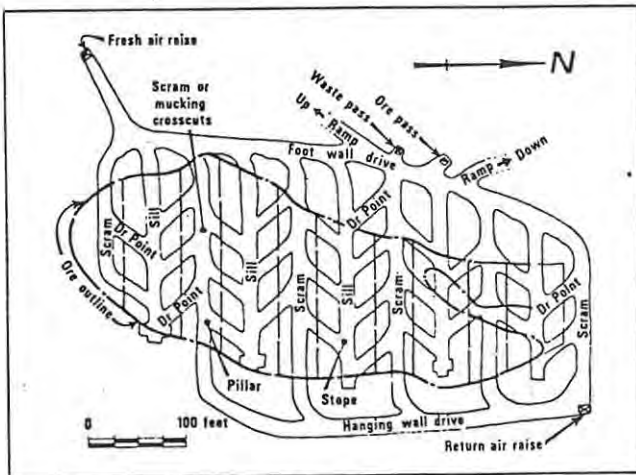 Fresh air raise
N
Scram or
mucking
crosscuts
Waste pass
Ore pass
Up
Ramp
Foot wall drive
Ramp
Down
Dr Point
Sill
Scram
Dr Point
Sill
Scram
Sill
Scram
Dr Point
Scram
Ore outline
Dr Point
Pillar
Stope
0
100 feet
Hanging wall drive
Return air raise